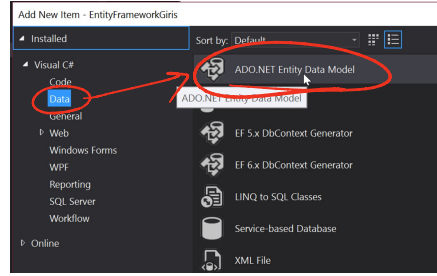 Add New Item - EntityFrameworkGiris
Installed
Sort by: Default
Visual C#
Code
Data
General
Web
Windows Forms
WPF
Reporting
SQL Server
Workflow
Online
ADO.NET Entity Data Model
ADO.NET Entity Data Model
EF 5.x DbContext Generator
EF 6.x DbContext Generator
LINQ to SQL Classes
Service-based Database
XML File